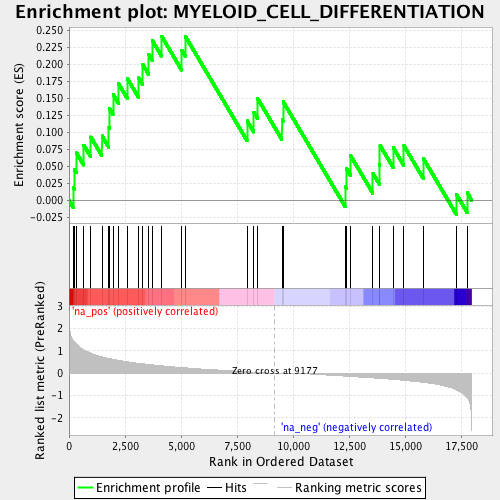 Enrichment plot: MYELOID_CELL_DIFFERENTIATION
Enrichment score (ES)
0.250
0.225
0.200
0.175
0.150
0.125
0.100
0.075
0.050
0.025
0.000
-0.025
'na_pos' (positively correlated)
Ranked list metric (PreRanked)
3
2
1
0
-1
-2
Zero cross at 9177
'na_neg' (negatively correlated)
0
2,500
5,000
7,500
10,000
12,500
15,000
17,500
Rank in Ordered Dataset
Enrichment profile
Hits
Ranking metric scores